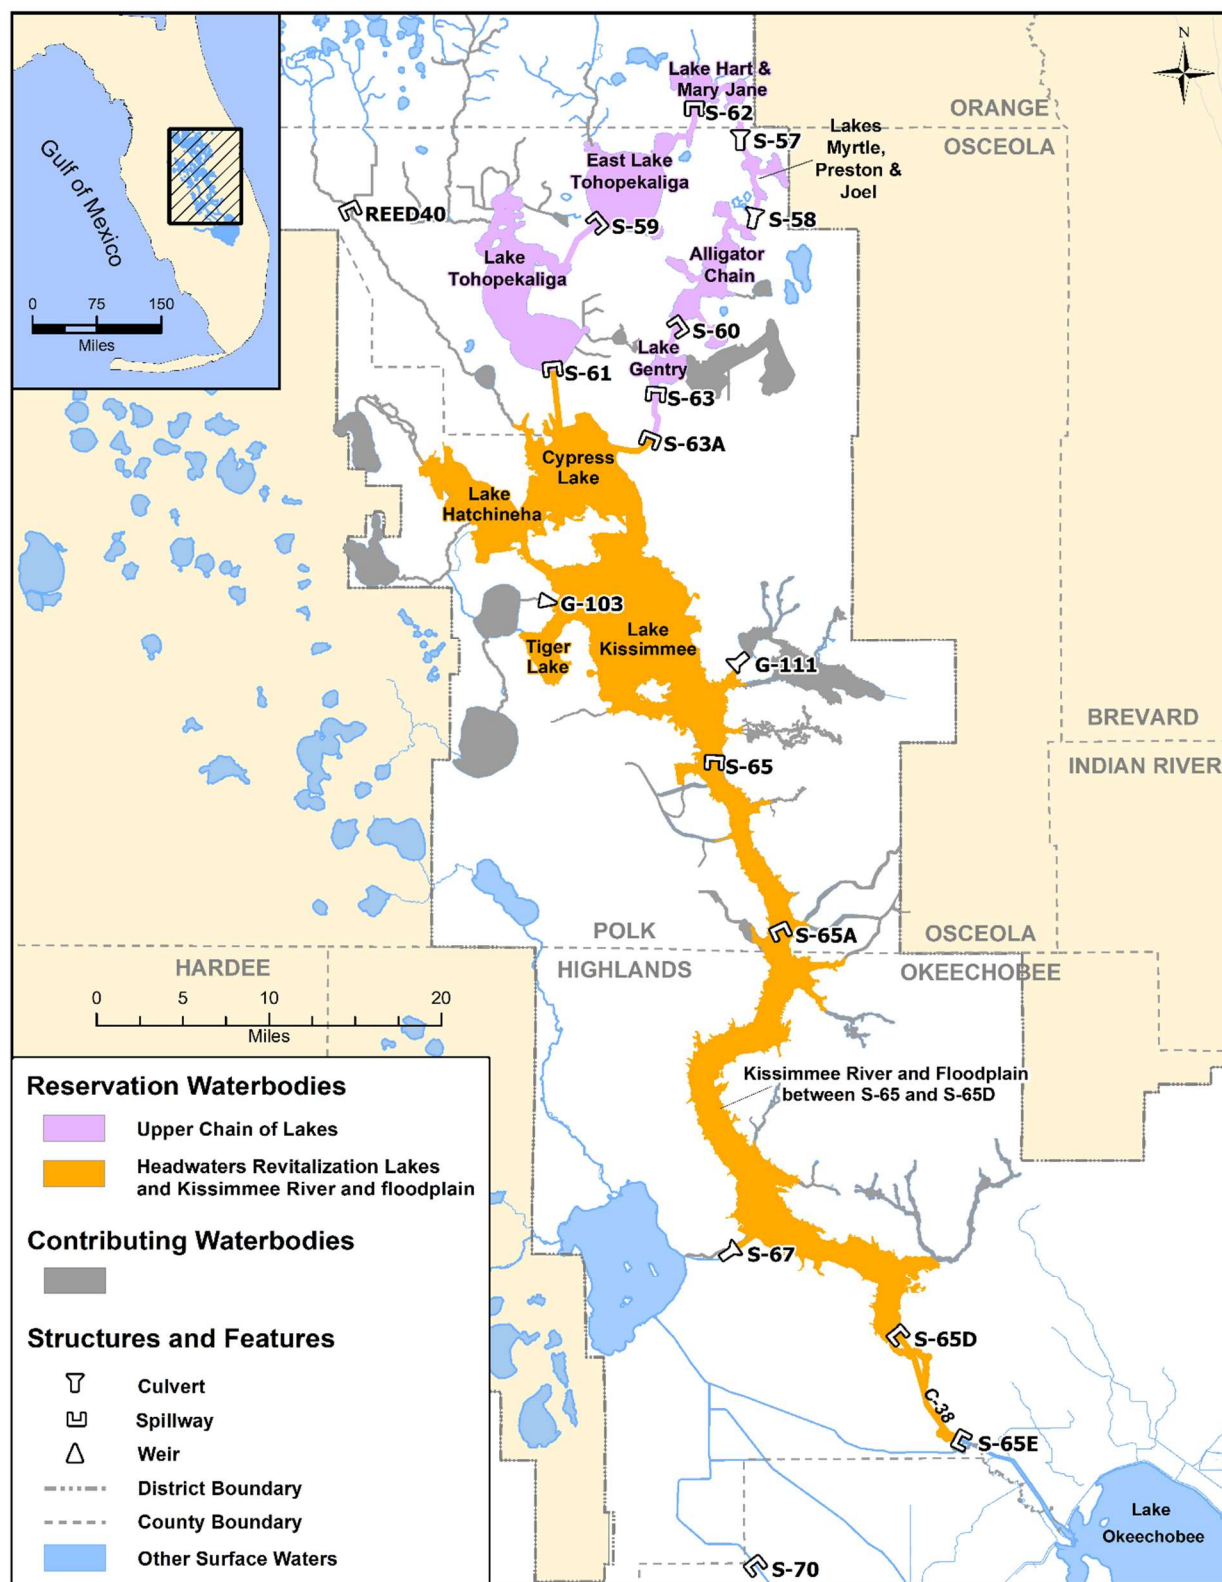 Gulf of Mexico
0 75 150
Miles
N
Lake Hart &
Mary Jane
S-62
ORANGE
OSCEOLA
S-57
Lakes
Myrtle,
Preston &
Joel
East Lake
Tohopekaliga
REED40
S-59
S-58
Lake
Tohopekaliga
Alligator
Chain
S-60
Lake
Gentry
S-61
S-63
S-63A
Cypress
Lake
Lake
Hatchineha
G-103
Lake
Kissimmee
Tiger
Lake
G-111
BREVARD
INDIAN RIVER
S-65
POLK
S-65A
OSCEOLA
HARDEE
HIGHLANDS
OKEECHOBEE
0 5 10 20
Miles
Kissimmee River and Floodplain
between S-65 and S-65D
S-67
S-65D
C-38
S-65E
Lake
Okeechobee
S-70
Reservation Waterbodies
Upper Chain of Lakes
Headwaters Revitalization Lakes
and Kissimmee River and floodplain
Contributing Waterbodies
Structures and Features
Culvert
Spillway
Weir
District Boundary
County Boundary
Other Surface Waters